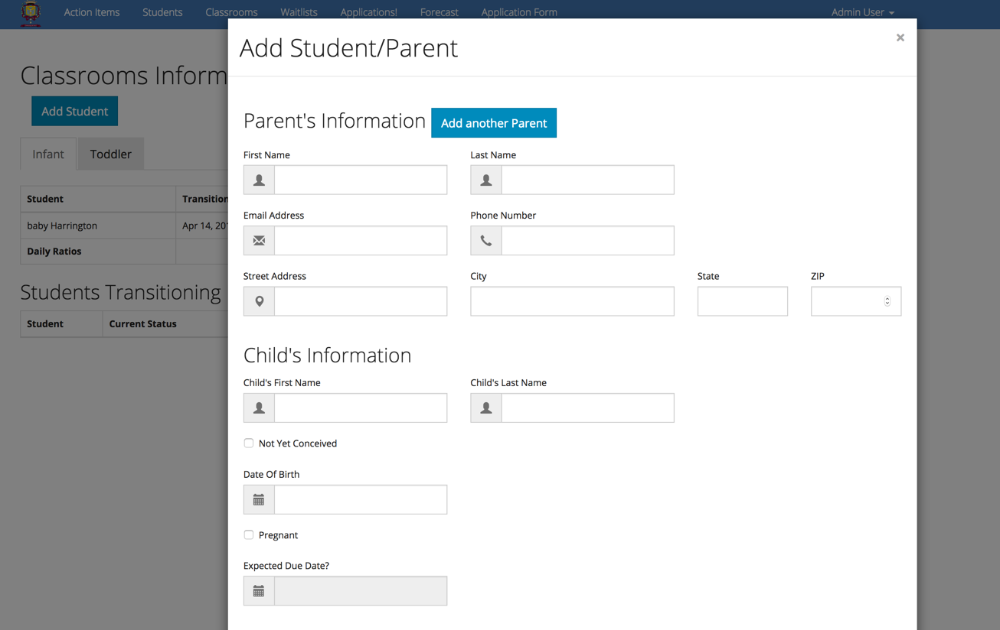 Action Items Students Classrooms Waitlists Applications! Forecast Application Form Admin User
Add Student/Parent ×
Classrooms Inform
Add Student
Infant Toddler
Student Transition
baby Harrington Apr 14, 201
Daily Ratios
Students Transitioning
Student Current Status
Parent's Information Add another Parent
First Name Last Name
Email Address Phone Number
Street Address City State ZIP
Child's Information
Child's First Name Child's Last Name
Not Yet Conceived
Date Of Birth
Pregnant
Expected Due Date?